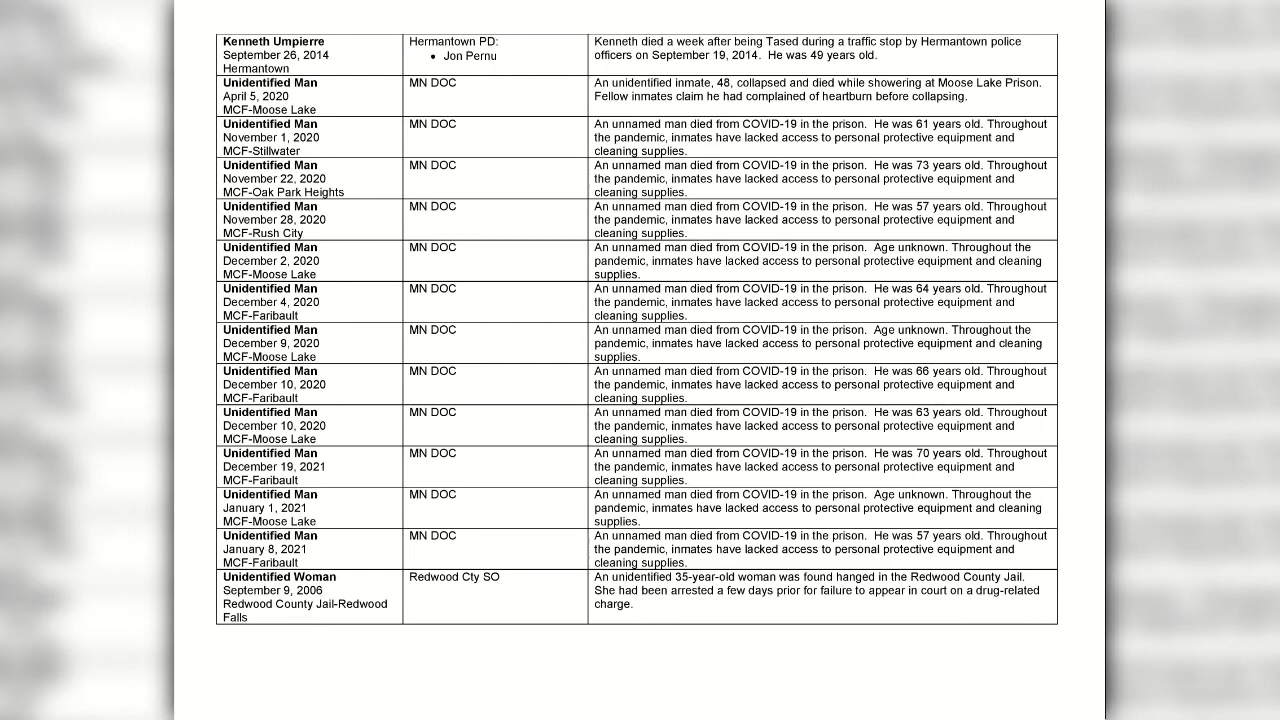 Kenneth Umpierre
September 26, 2014
Hermantown
Hermantown PD:
• Jon Pernu
Kenneth died a week after being Tased during a traffic stop by Hermantown police
officers on September 19, 2014.  He was 49 years old.
Unidentified Man
April 5, 2020
MCF-Moose Lake
MN DOC
An unidentified inmate, 48, collapsed and died while showering at Moose Lake Prison.
Fellow inmates claim he had complained of heartburn before collapsing.
Unidentified Man
November 1, 2020
MCF-Stillwater
MN DOC
An unnamed man died from COVID-19 in the prison.  He was 61 years old. Throughout
the pandemic, inmates have lacked access to personal protective equipment and
cleaning supplies.
Unidentified Man
November 22, 2020
MCF-Oak Park Heights
MN DOC
An unnamed man died from COVID-19 in the prison.  He was 73 years old. Throughout
the pandemic, inmates have lacked access to personal protective equipment and
cleaning supplies.
Unidentified Man
November 28, 2020
MCF-Rush City
MN DOC
An unnamed man died from COVID-19 in the prison.  He was 57 years old. Throughout
the pandemic, inmates have lacked access to personal protective equipment and
cleaning supplies.
Unidentified Man
December 2, 2020
MCF-Moose Lake
MN DOC
An unnamed man died from COVID-19 in the prison.  Age unknown. Throughout the
pandemic, inmates have lacked access to personal protective equipment and cleaning
supplies.
Unidentified Man
December 4, 2020
MCF-Faribault
MN DOC
An unnamed man died from COVID-19 in the prison.  He was 64 years old. Throughout
the pandemic, inmates have lacked access to personal protective equipment and
cleaning supplies.
Unidentified Man
December 9, 2020
MCF-Moose Lake
MN DOC
An unnamed man died from COVID-19 in the prison.  Age unknown. Throughout the
pandemic, inmates have lacked access to personal protective equipment and cleaning
supplies.
Unidentified Man
December 10, 2020
MCF-Faribault
MN DOC
An unnamed man died from COVID-19 in the prison.  He was 66 years old. Throughout
the pandemic, inmates have lacked access to personal protective equipment and
cleaning supplies.
Unidentified Man
December 10, 2020
MCF-Moose Lake
MN DOC
An unnamed man died from COVID-19 in the prison.  He was 63 years old. Throughout
the pandemic, inmates have lacked access to personal protective equipment and
cleaning supplies.
Unidentified Man
December 19, 2021
MCF-Faribault
MN DOC
An unnamed man died from COVID-19 in the prison.  He was 70 years old. Throughout
the pandemic, inmates have lacked access to personal protective equipment and
cleaning supplies.
Unidentified Man
January 1, 2021
MCF-Moose Lake
MN DOC
An unnamed man died from COVID-19 in the prison.  Age unknown. Throughout the
pandemic, inmates have lacked access to personal protective equipment and cleaning
supplies.
Unidentified Man
January 8, 2021
MCF-Faribault
MN DOC
An unnamed man died from COVID-19 in the prison.  He was 57 years old. Throughout
the pandemic, inmates have lacked access to personal protective equipment and
cleaning supplies.
Unidentified Woman
September 9, 2006
Redwood County Jail-Redwood
Falls
Redwood Cty SO
An unidentified 35-year-old woman was found hanged in the Redwood County Jail.
She had been arrested a few days prior for failure to appear in court on a drug-related
charge.